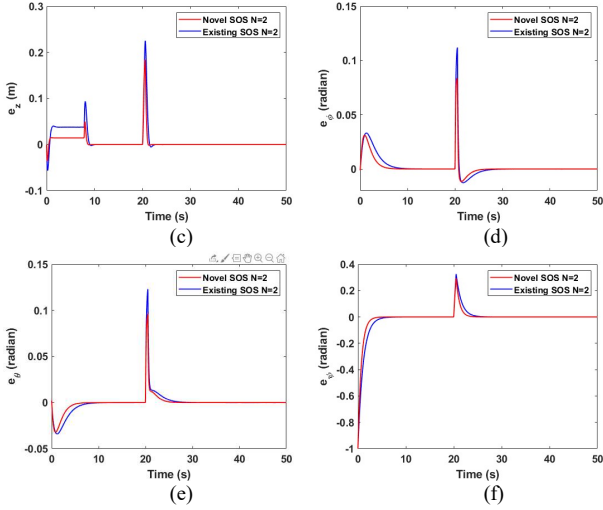 0.3
0.2
0.1
0
-0.1
e_z (m)
0 10 20 30 40 50
Time (s)
Novel SOS N=2
Existing SOS N=2
(c)
0.15
0.1
0.05
0
e_ϕ (radian)
0 10 20 30 40 50
Time (s)
Novel SOS N=2
Existing SOS N=2
(d)
0.15
0.1
0.05
0
-0.05
e_θ (radian)
0 10 20 30 40 50
Time (s)
Novel SOS N=2
Existing SOS N=2
(e)
0.4
0.2
0
-0.2
-0.4
-0.6
-0.8
-1
e_ψ (radian)
0 10 20 30 40 50
Time (s)
Novel SOS N=2
Existing SOS N=2
(f)